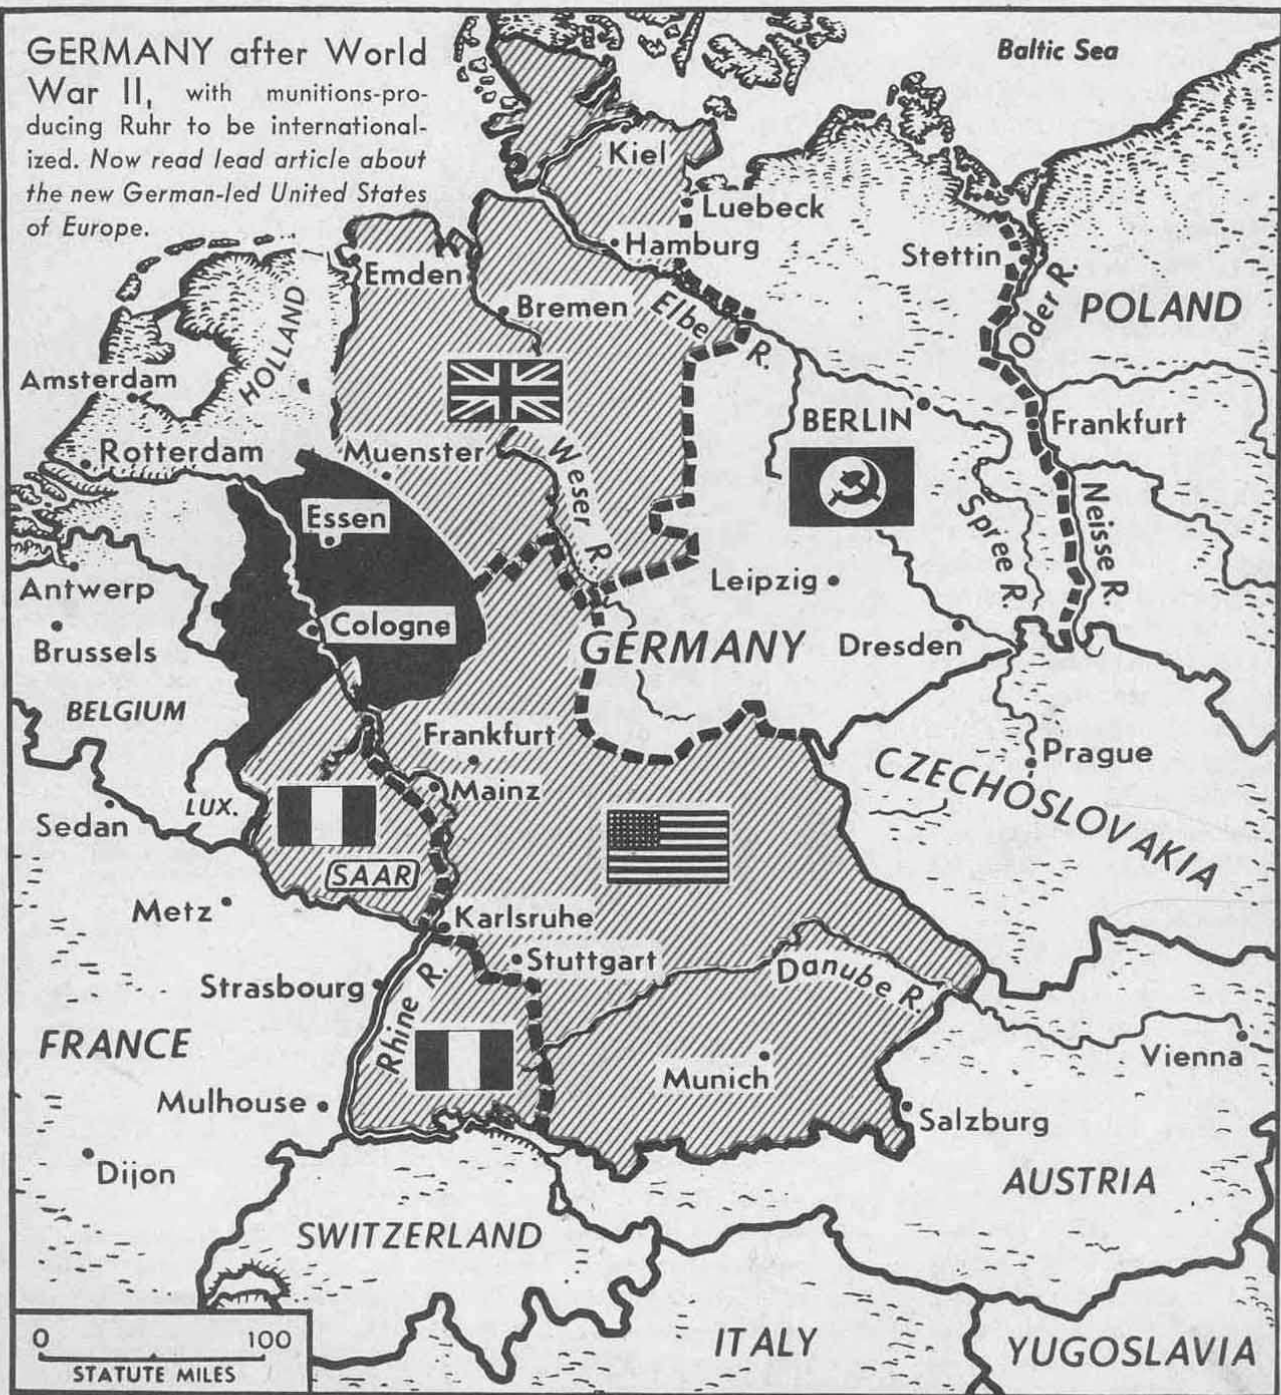 GERMANY after World
War II, with munitions-pro-
ducing Ruhr to be international-
ized. Now read lead article about
the new German-led United States
of Europe.
Baltic Sea
Kiel
Luebeck
Hamburg
Stettin
Emden
Bremen
Elbe R.
Oder R.
POLAND
HOLLAND
Amsterdam
BERLIN
Frankfurt
Rotterdam
Muenster
Weser R.
Essen
Spree R.
Neisse R.
Antwerp
Leipzig
Cologne
Brussels
GERMANY
Dresden
BELGIUM
Frankfurt
Prague
CZECHOSLOVAKIA
Mainz
LUX.
Sedan
SAAR
Metz
Karlsruhe
Stuttgart
Danube R.
Strasbourg
Rhine R.
FRANCE
Vienna
Munich
Mulhouse
Salzburg
Dijon
AUSTRIA
SWITZERLAND
0 100
STATUTE MILES
ITALY
YUGOSLAVIA